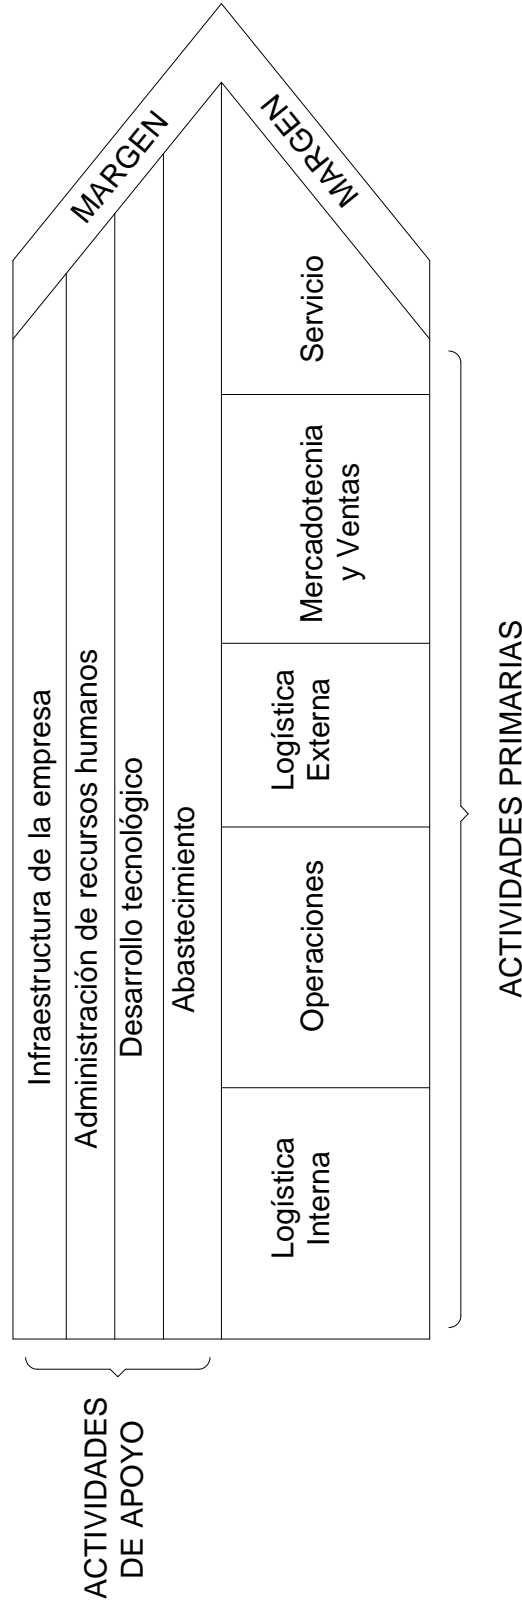 ACTIVIDADES
DE APOYO
Infraestructura de la empresa
Administración de recursos humanos
Desarrollo tecnológico
Abastecimiento
MARGEN
Logística
Interna
Operaciones
Logística
Externa
Mercadotecnia
y Ventas
Servicio
MARGEN
ACTIVIDADES PRIMARIAS